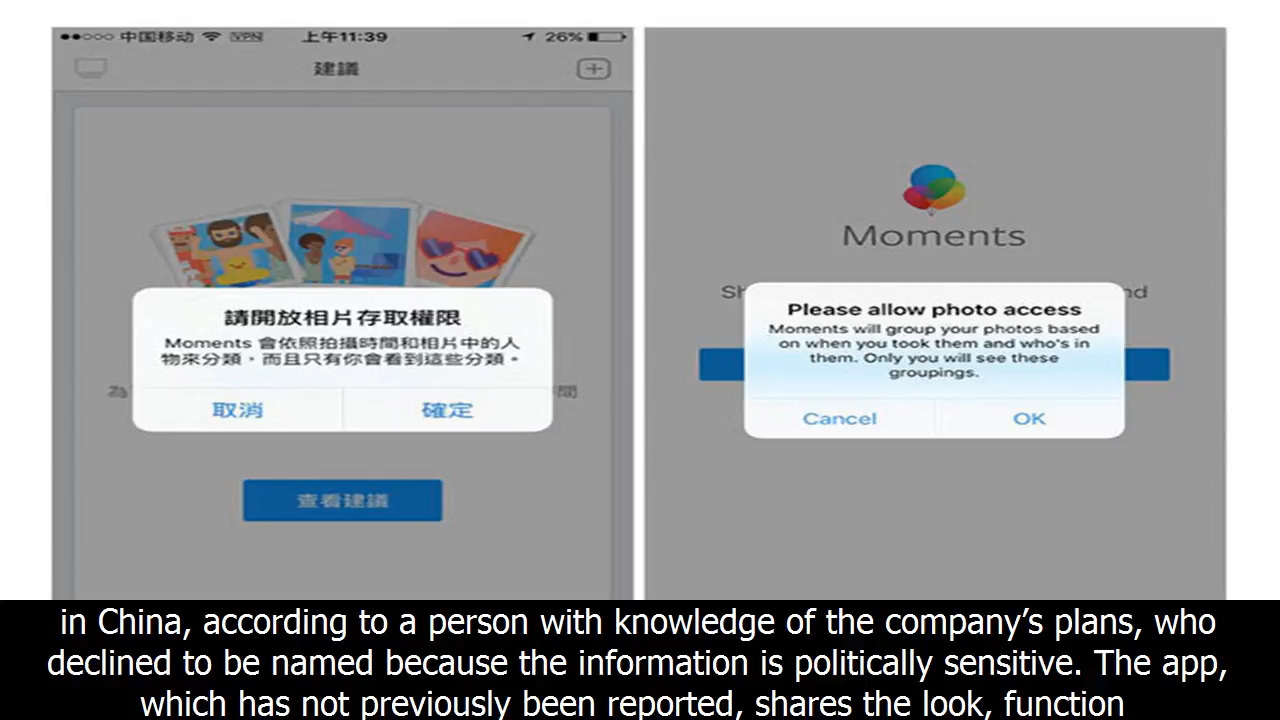 中国移动 VPN 上午11:39 26%
建議
請開放相片存取權限
Moments 會依照拍攝時間和相片中的人
物來分類，而且只有你會看到這些分類。
為 間
取消 確定
查看建議
Moments
Sh nd
Please allow photo access
Moments will group your photos based
on when you took them and who's in
them. Only you will see these
groupings.
Cancel OK
in China, according to a person with knowledge of the company’s plans, who
declined to be named because the information is politically sensitive. The app,
which has not previously been reported, shares the look, function